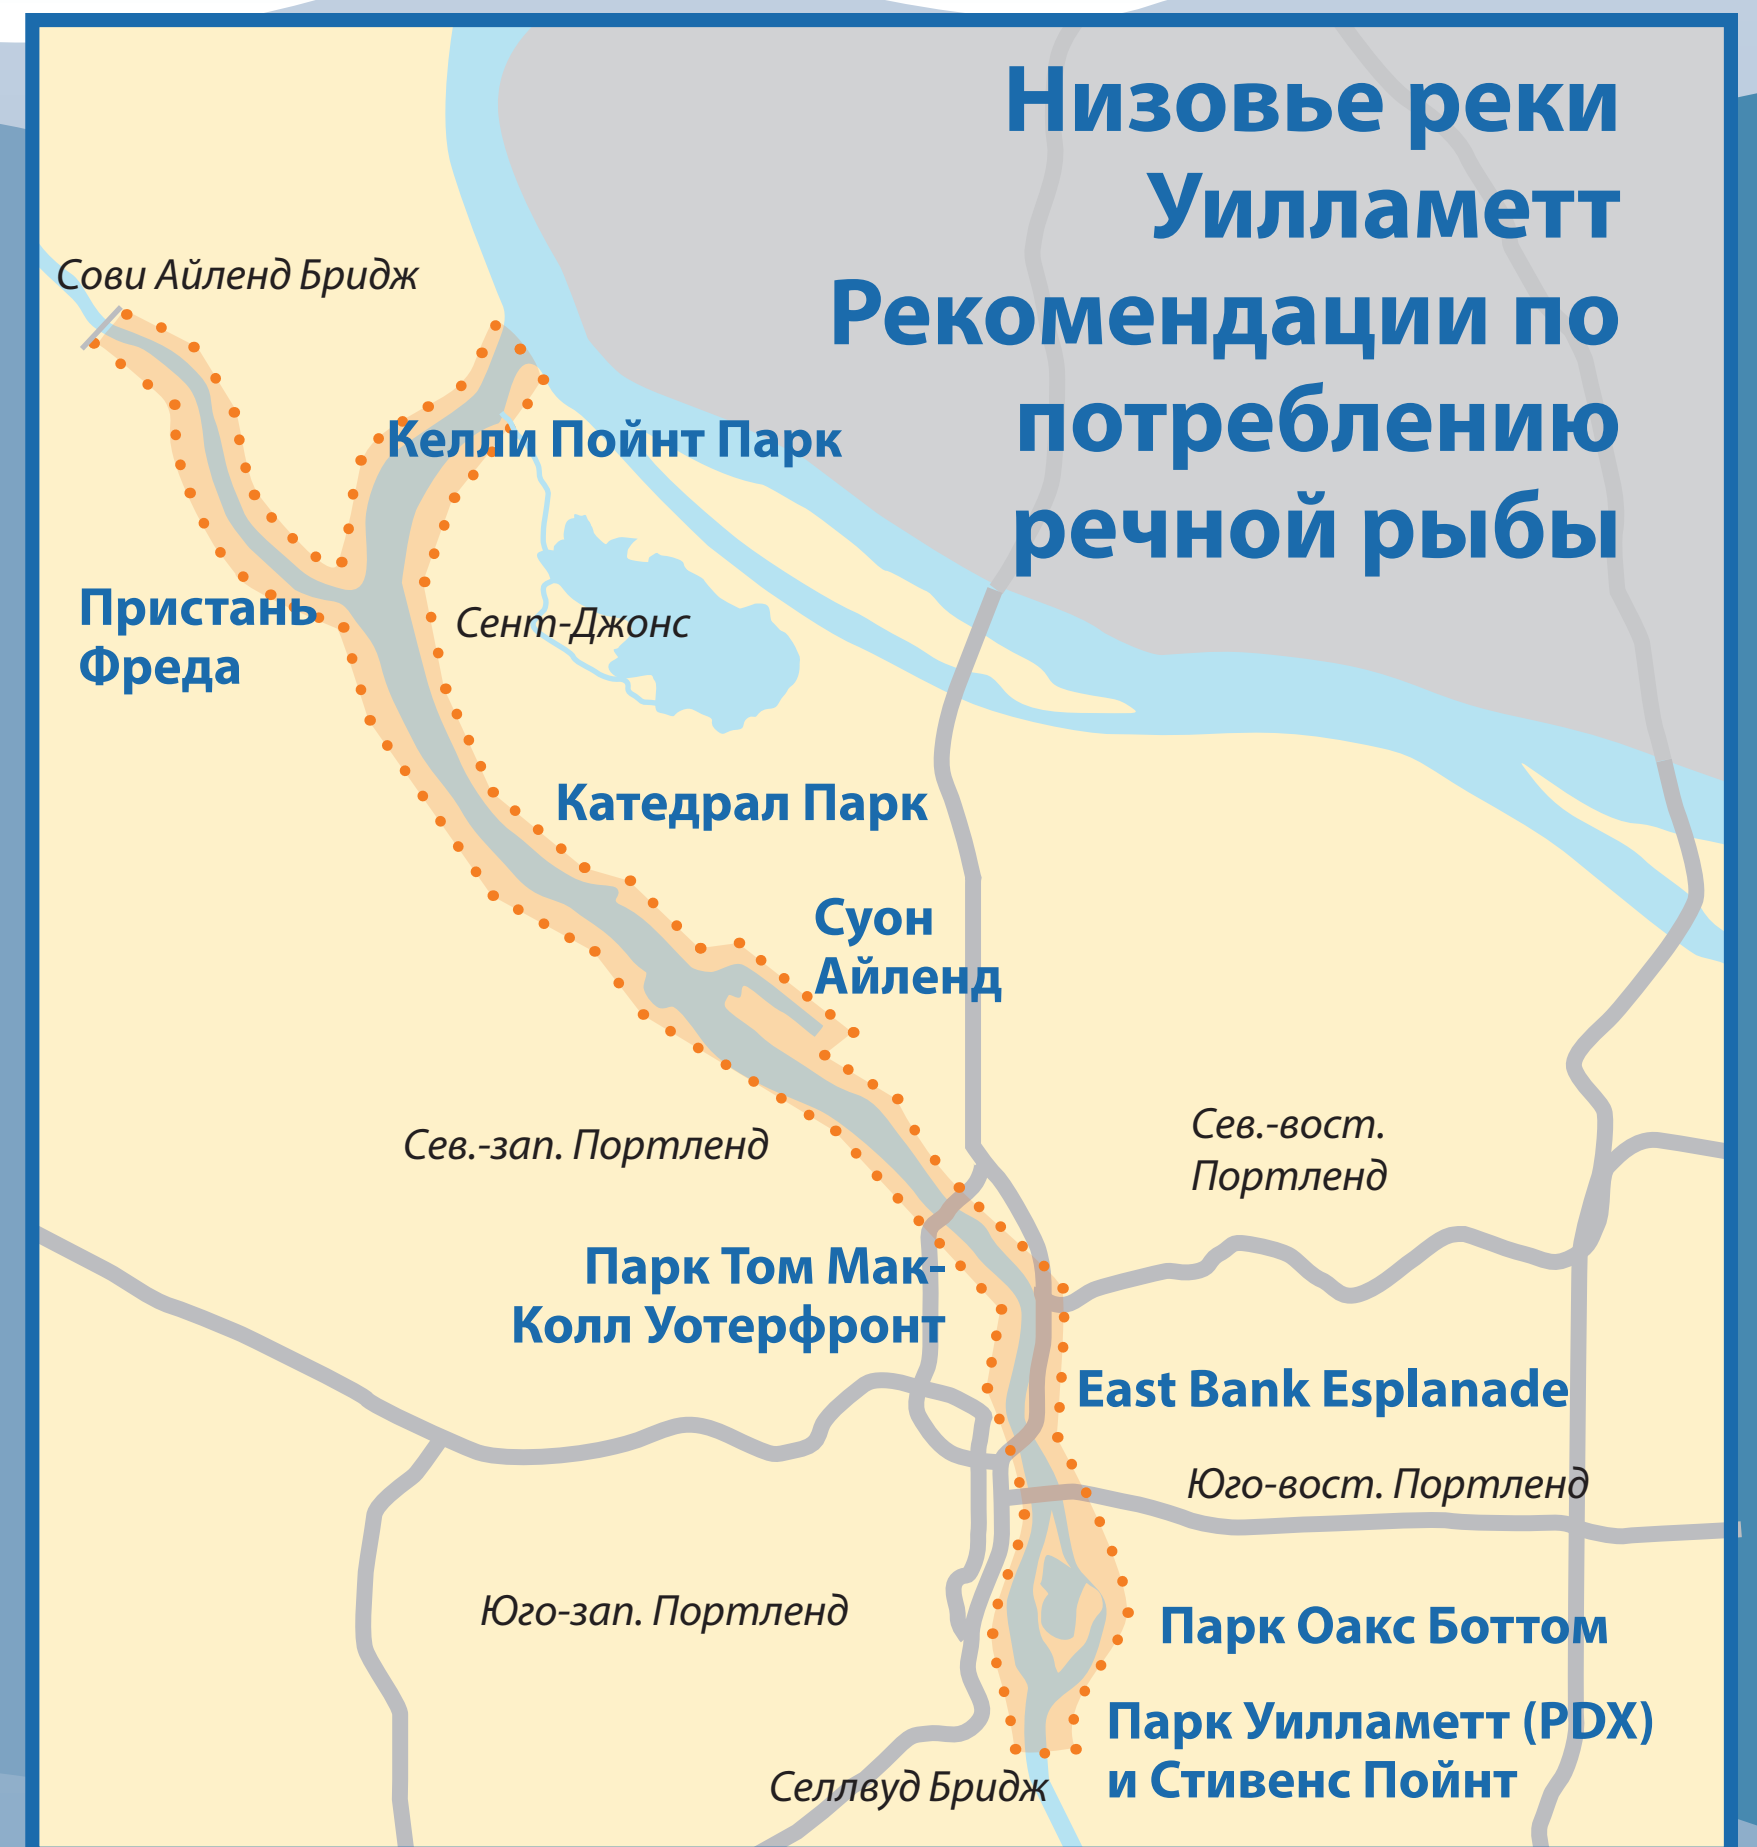 Низовье реки
Уилламетт
Рекомендации по
потреблению
речной рыбы
Сови Айленд Бридж
Келли Пойнт Парк
Пристань
Фреда
Сент-Джонс
Катедрал Парк
Суон
Айленд
Сев.-зап. Портленд
Сев.-вост.
Портленд
Парк Том Мак-
Колл Уотерфронт
East Bank Esplanade
Юго-вост. Портленд
Юго-зап. Портленд
Парк Оакс Боттом
Парк Уилламетт (PDX)
и Стивенс Пойнт
Селлвуд Бридж